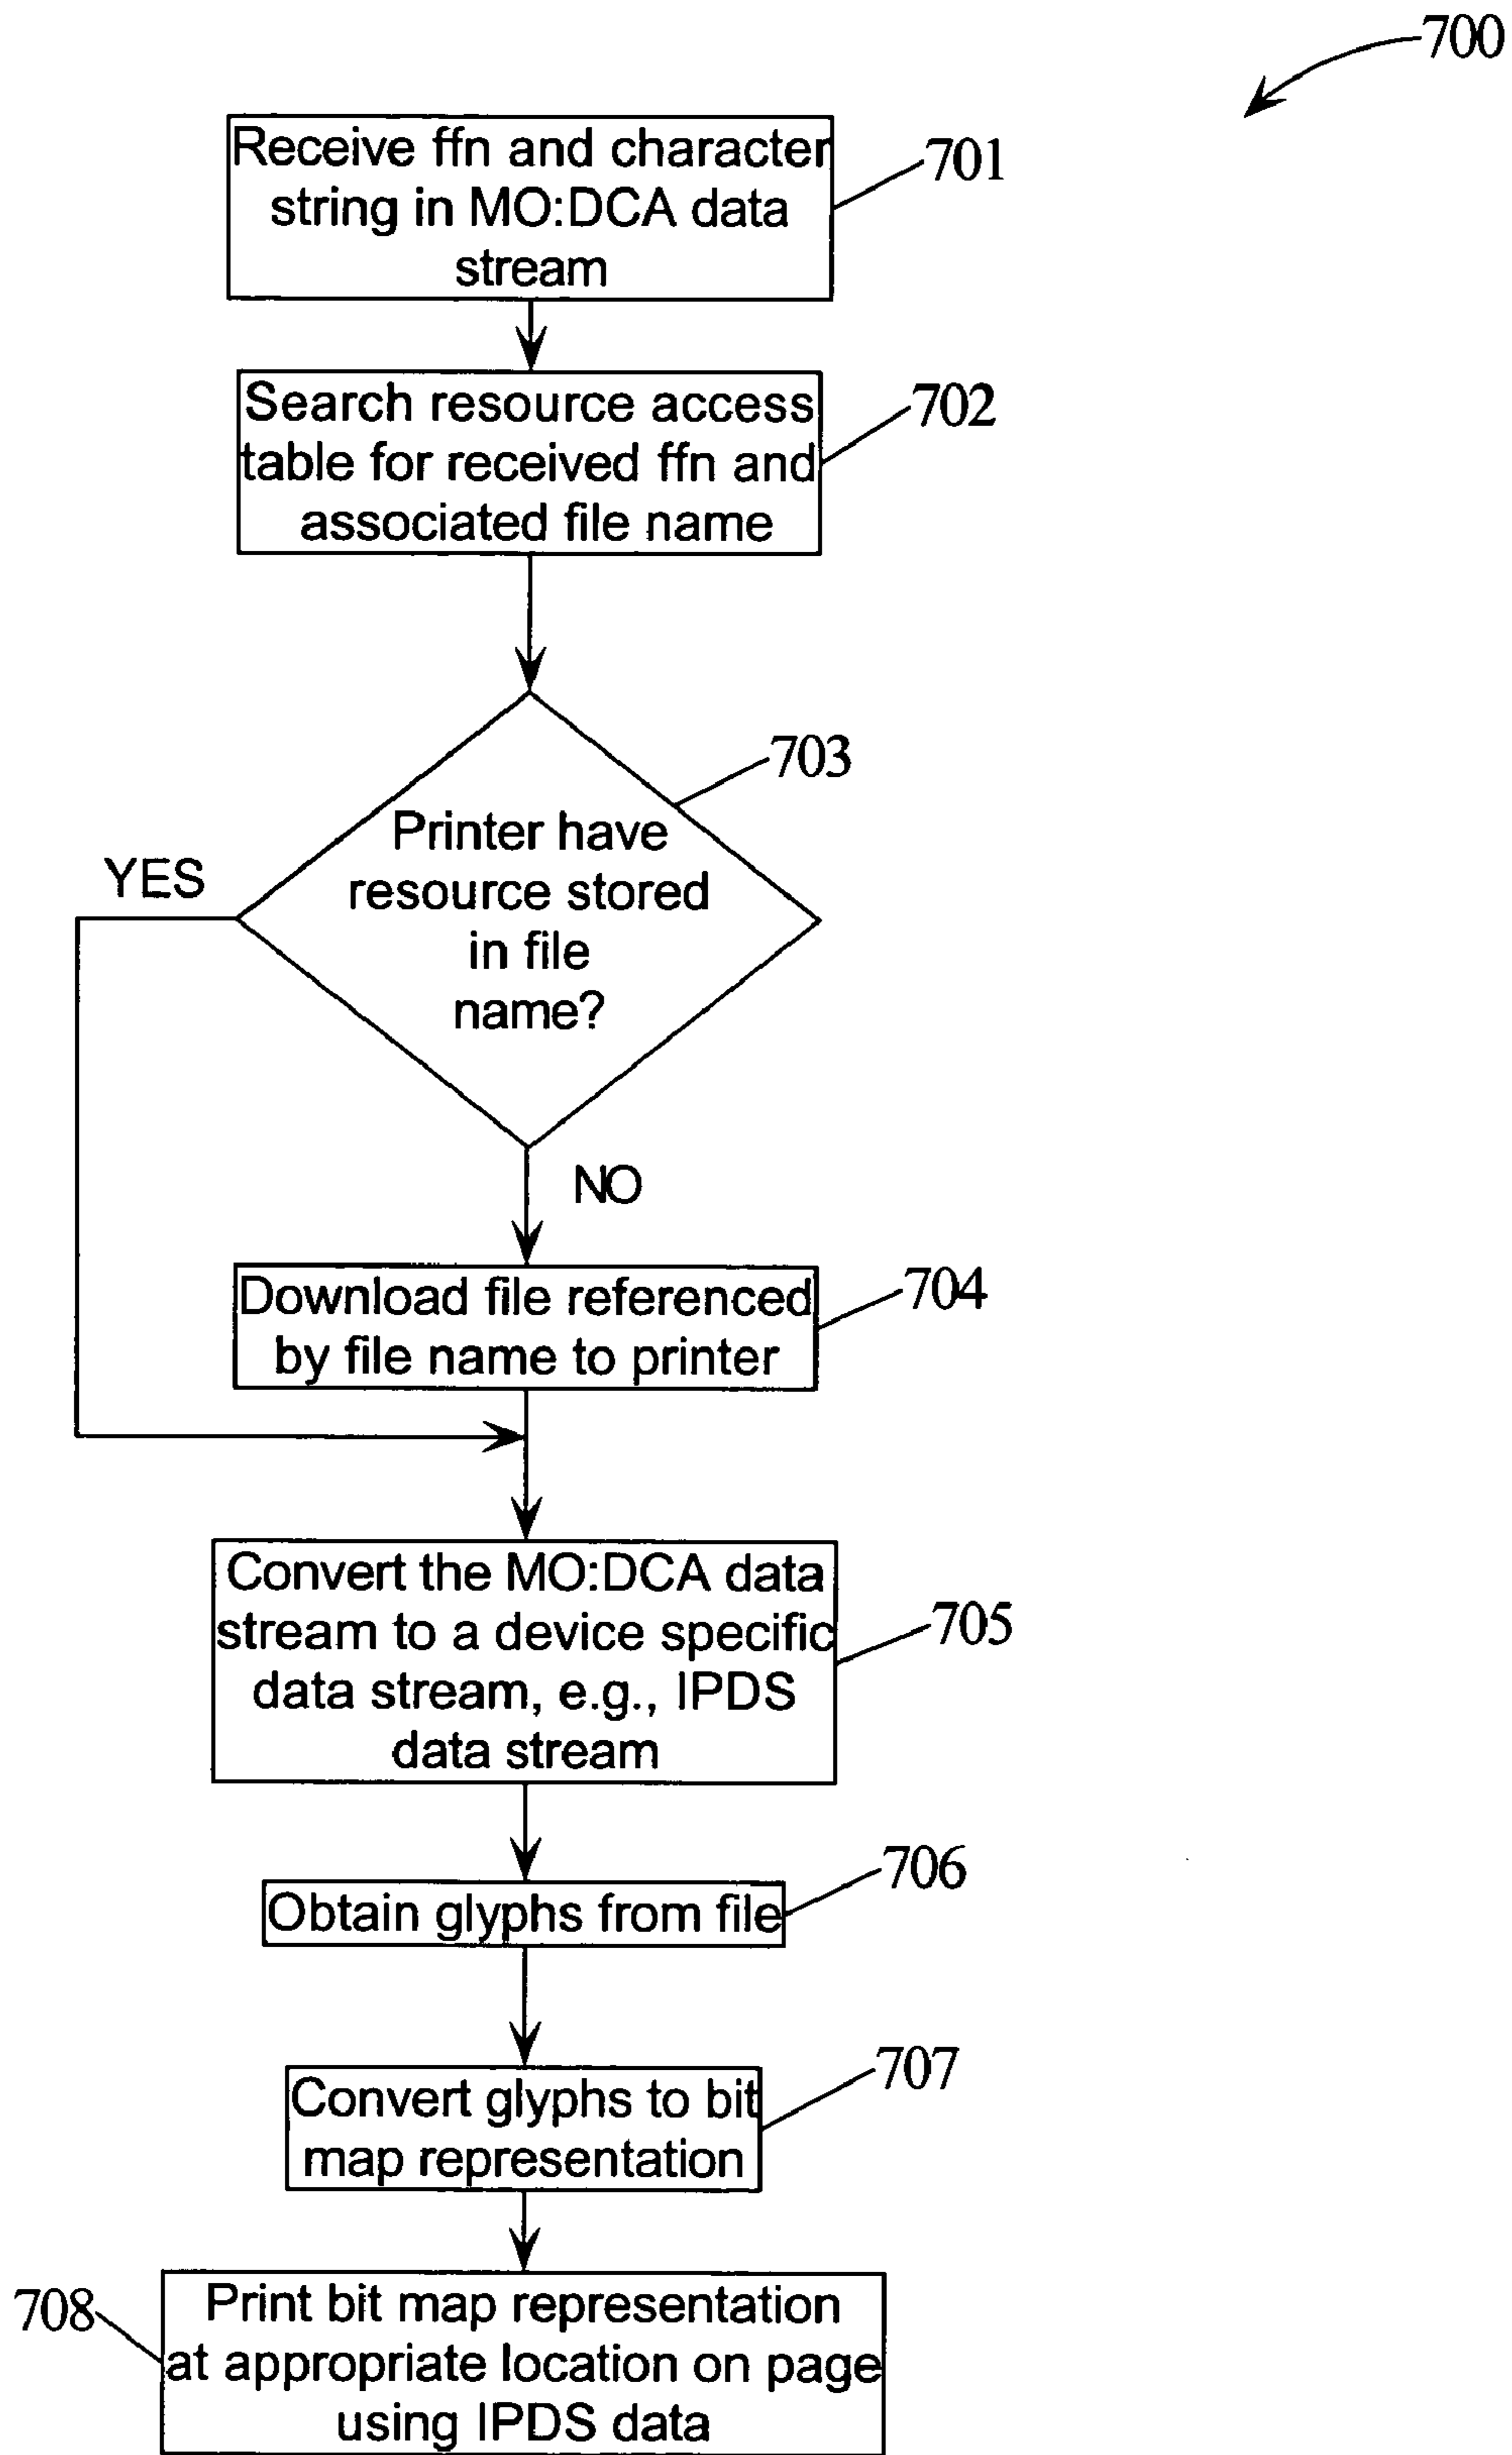 700
Receive ffn and character
string in MO:DCA data
stream
701
Search resource access
table for received ffn and
associated file name
702
703
Printer have
resource stored
in file
name?
YES
NO
Download file referenced
by file name to printer
704
Convert the MO:DCA data
stream to a device specific
data stream, e.g., IPDS
data stream
705
Obtain glyphs from file
706
Convert glyphs to bit
map representation
707
708
Print bit map representation
at appropriate location on page
using IPDS data